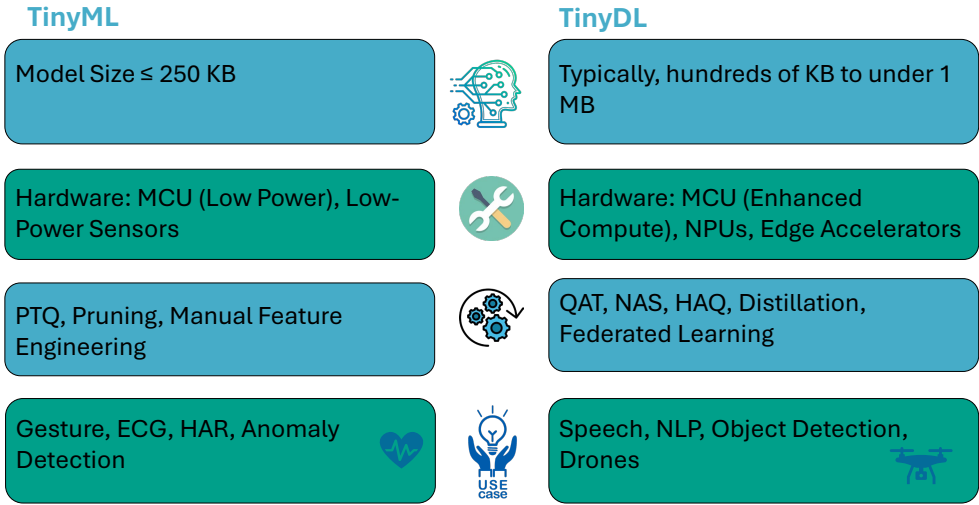 TinyML
TinyDL
Model Size ≤ 250 KB
Typically, hundreds of KB to under 1
MB
Hardware: MCU (Low Power), Low-
Power Sensors
Hardware: MCU (Enhanced
Compute), NPUs, Edge Accelerators
PTQ, Pruning, Manual Feature
Engineering
QAT, NAS, HAQ, Distillation,
Federated Learning
Gesture, ECG, HAR, Anomaly
Detection
USE
case
Speech, NLP, Object Detection,
Drones